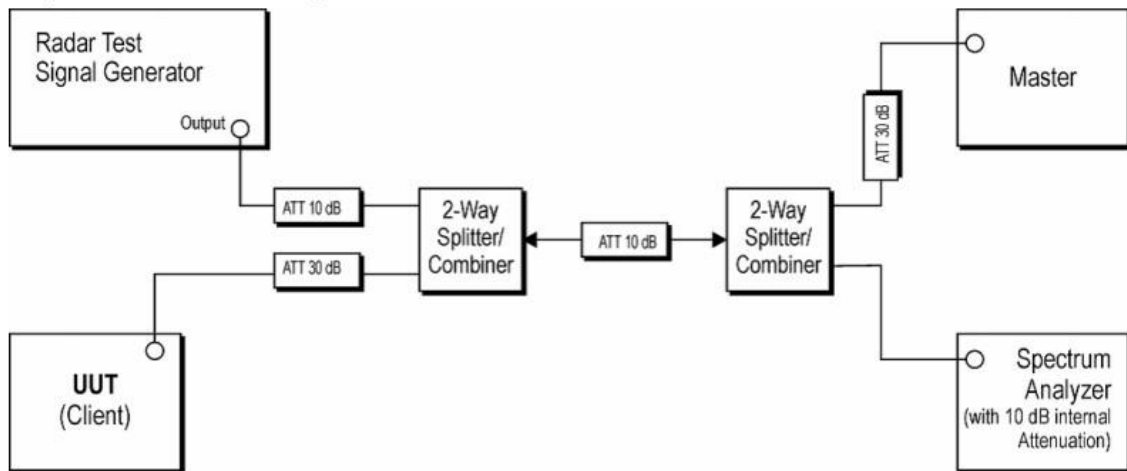 Radar Test
Signal Generator
Output
ATT 10 dB
ATT 30 dB
2-Way
Splitter/
Combiner
ATT 10 dB
2-Way
Splitter/
Combiner
ATT 30 dB
Master
UUT
(Client)
Spectrum
Analyzer
(with 10 dB internal
Attenuation)